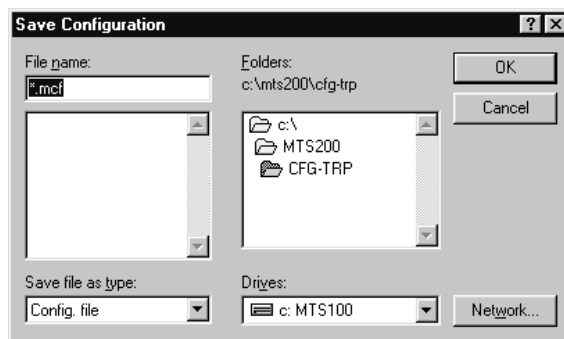 Save Configuration
File name:
*.mcf
Folders:
c:\mts200\cfg-trp
OK
Cancel
c:\
MTS200
CFG-TRP
Save file as type:
Config. file
Drives:
c: MTS100
Network...